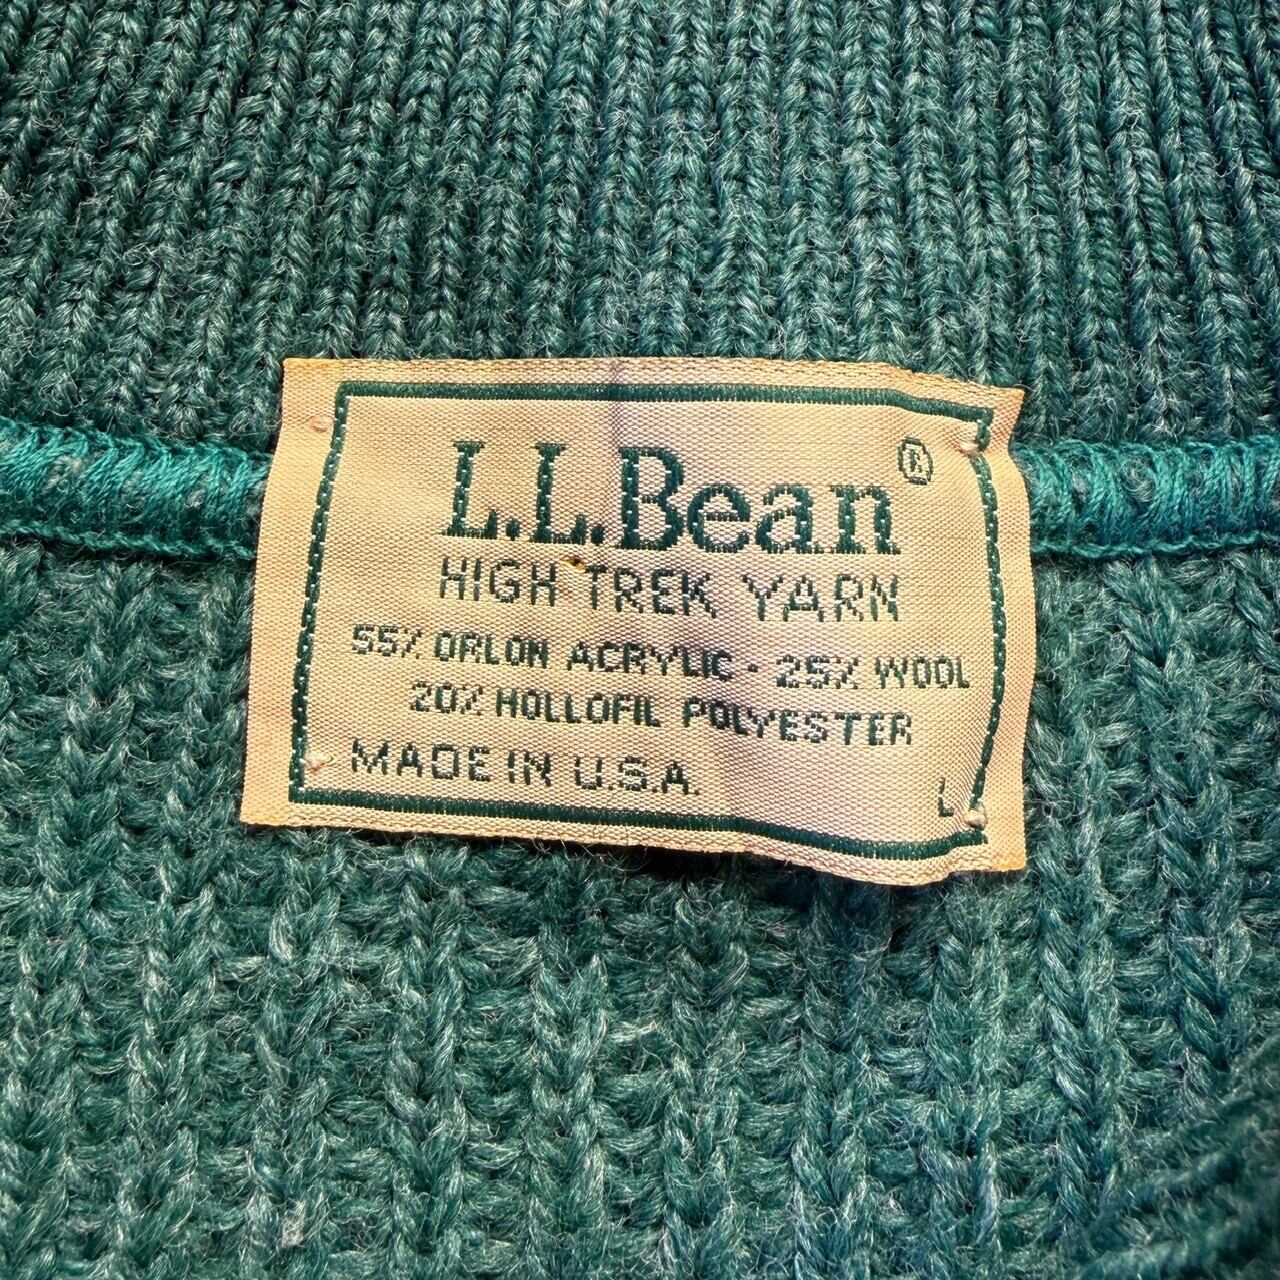 L.L.Bean®
HIGH TREK YARN
55% ORLON ACRYLIC · 25% WOOL
20% HOLLOFIL POLYESTER
MADE IN U.S.A.
L